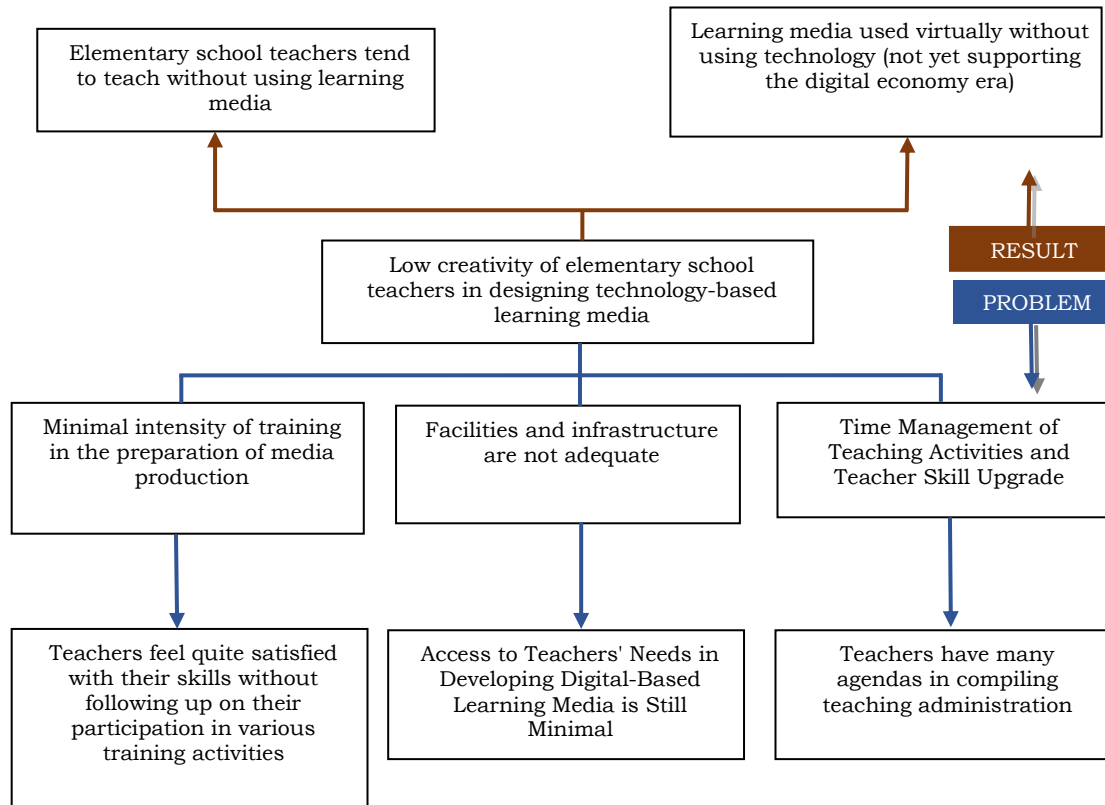 Elementary school teachers tend
to teach without using learning
media
Learning media used virtually without
using technology (not yet supporting
the digital economy era)
RESULT
PROBLEM
Low creativity of elementary school
teachers in designing technology-based
learning media
Minimal intensity of training
in the preparation of media
production
Facilities and infrastructure
are not adequate
Time Management of
Teaching Activities and
Teacher Skill Upgrade
Teachers feel quite satisfied
with their skills without
following up on their
participation in various
training activities
Access to Teachers' Needs in
Developing Digital-Based
Learning Media is Still
Minimal
Teachers have many
agendas in compiling
teaching administration